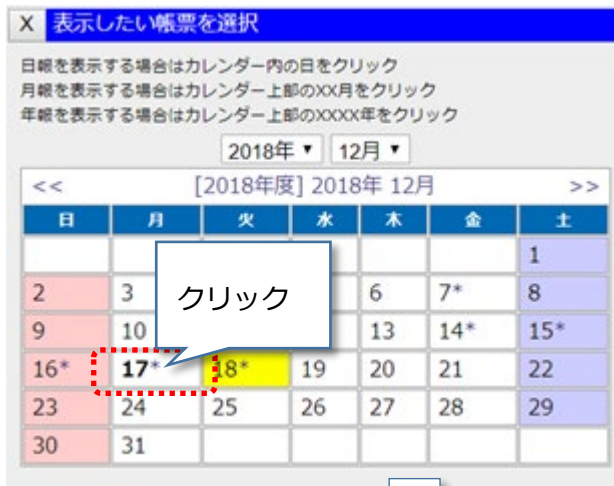 X 表示したい帳票を選択
日報を表示する場合はカレンダー内の日をクリック
月報を表示する場合はカレンダー上部のXX月をクリック
年報を表示する場合はカレンダー上部のXXXX年をクリック
2018年 ▼ 12月 ▼
<< [2018年度] 2018年 12月 >>
日 月 火 水 木 金 土
1
2 3 6 7* 8
クリック
9 10 13 14* 15*
16* 17* 18* 19 20 21 22
23 24 25 26 27 28 29
30 31